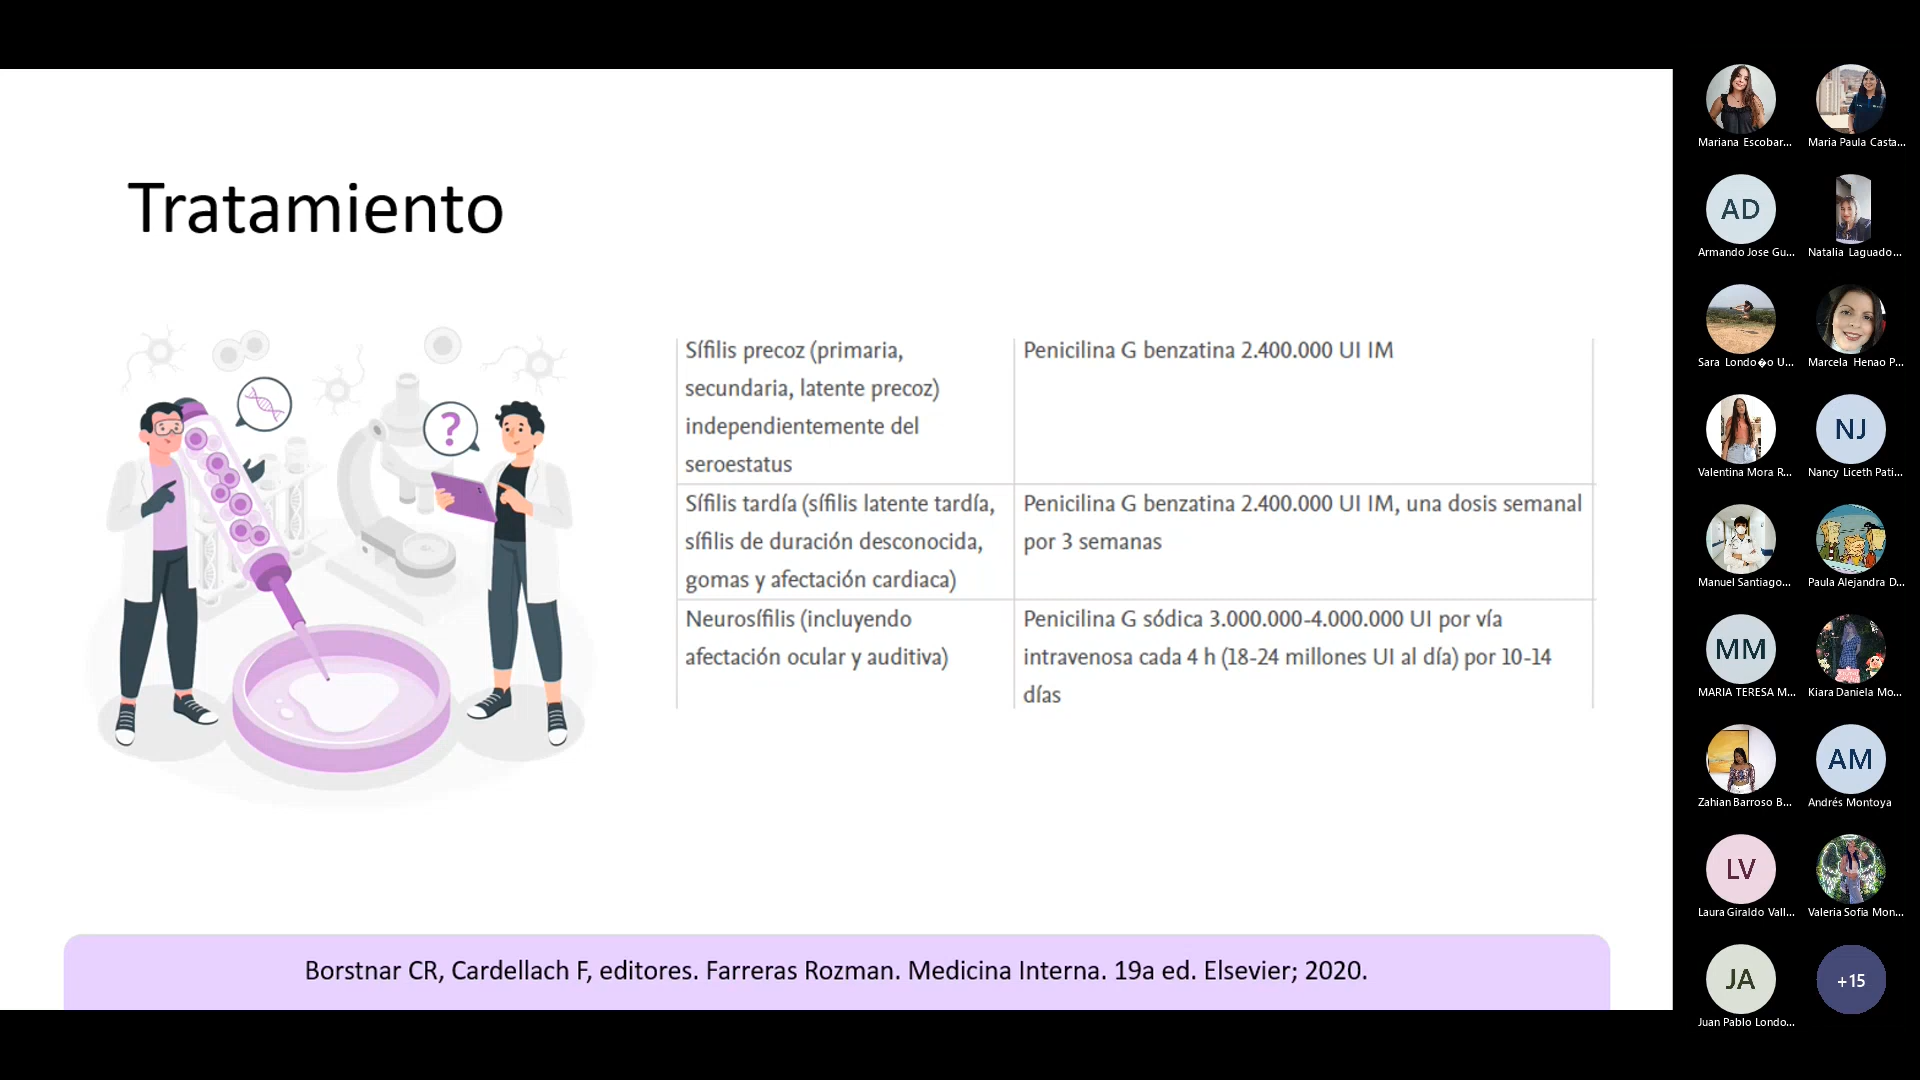 Tratamiento
?
Sífilis precoz (primaria,
secundaria, latente precoz)
independientemente del
seroestatus
Penicilina G benzatina 2.400.000 UI IM
Sífilis tardía (sífilis latente tardía,
sífilis de duración desconocida,
gomas y afectación cardiaca)
Penicilina G benzatina 2.400.000 UI IM, una dosis semanal
por 3 semanas
Neurosífilis (incluyendo
afectación ocular y auditiva)
Penicilina G sódica 3.000.000-4.000.000 UI por vía
intravenosa cada 4 h (18-24 millones UI al día) por 10-14
días
Borstnar CR, Cardellach F, editores. Farreras Rozman. Medicina Interna. 19a ed. Elsevier; 2020.
Mariana Escobar...
Maria Paula Casta...
AD
Armando Jose Gu...
Natalia Laguado...
Sara Londo�o U...
Marcela Henao P...
Valentina Mora R...
NJ
Nancy Liceth Pati...
Manuel Santiago...
Paula Alejandra D...
MM
MARIA TERESA M...
Kiara Daniela Mo...
Zahian Barroso B...
AM
Andrés Montoya
LV
Laura Giraldo Vall...
Valeria Sofia Mon...
JA
Juan Pablo Londo...
+15